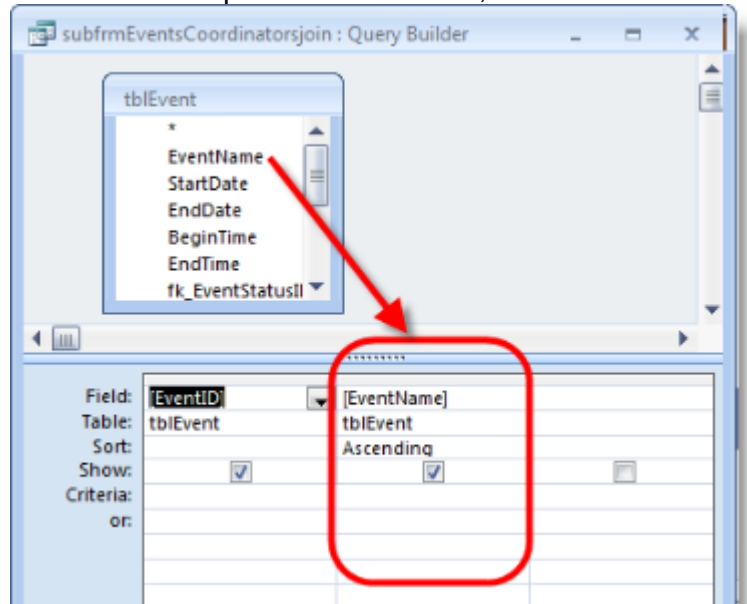 subfrmEventsCoordinatorsjoin : Query Builder
tblEvent
*
EventName
StartDate
EndDate
BeginTime
EndTime
fk_EventStatusI
Field: [EventID] [EventName]
Table: tblEvent tblEvent
Sort: Ascending
Show:
Criteria:
or: